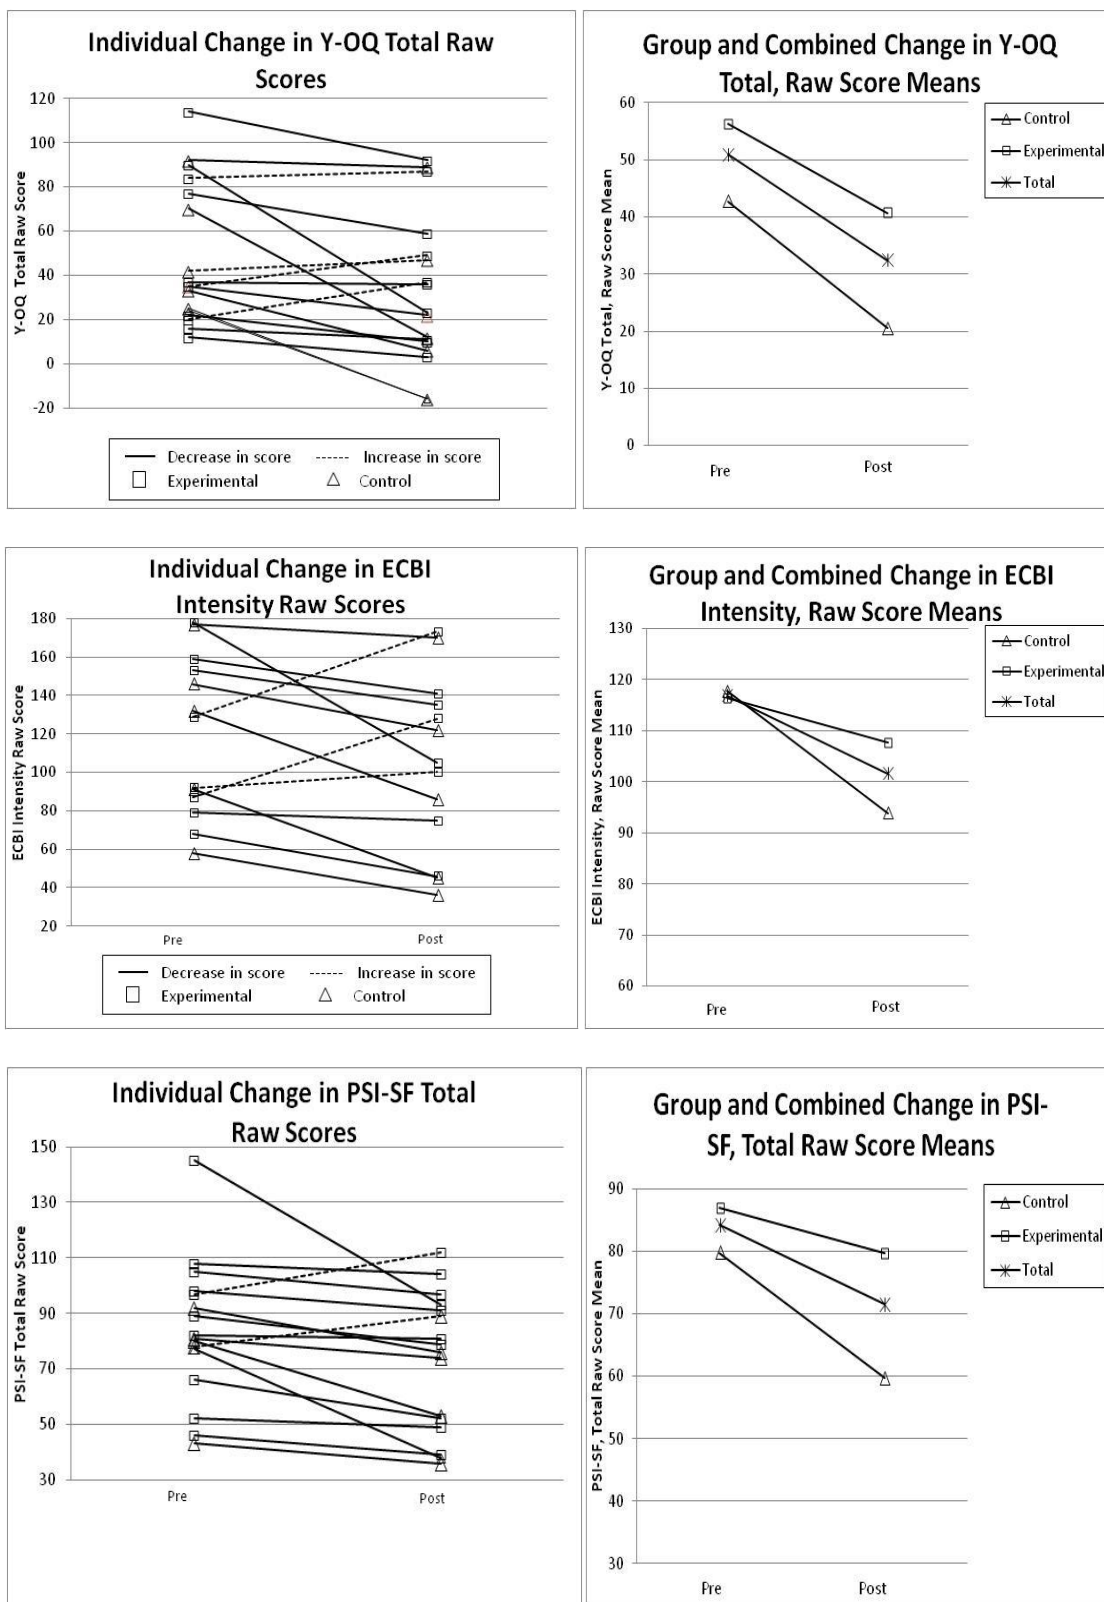 Individual Change in Y-OQ Total Raw
Scores
120
100
80
60
40
20
0
-20
Y-OQ Total Raw Score
Decrease in score
Increase in score
Experimental
Control
Group and Combined Change in Y-OQ
Total, Raw Score Means
60
50
40
30
20
10
0
Y-OQ Total, Raw Score Mean
Pre
Post
Control
Experimental
Total
Individual Change in ECBI
Intensity Raw Scores
180
160
140
120
100
80
60
40
20
ECBI Intensity Raw Score
Pre
Post
Decrease in score
Increase in score
Experimental
Control
Group and Combined Change in ECBI
Intensity, Raw Score Means
130
120
110
100
90
80
70
60
ECBI Intensity, Raw Score Mean
Pre
Post
Control
Experimental
Total
Individual Change in PSI-SF Total
Raw Scores
150
130
110
90
70
50
30
PSI-SF Total Raw Score
Pre
Post
Group and Combined Change in PSI-
SF, Total Raw Score Means
90
80
70
60
50
40
30
PSI-SF, Total Raw Score Mean
Pre
Post
Control
Experimental
Total